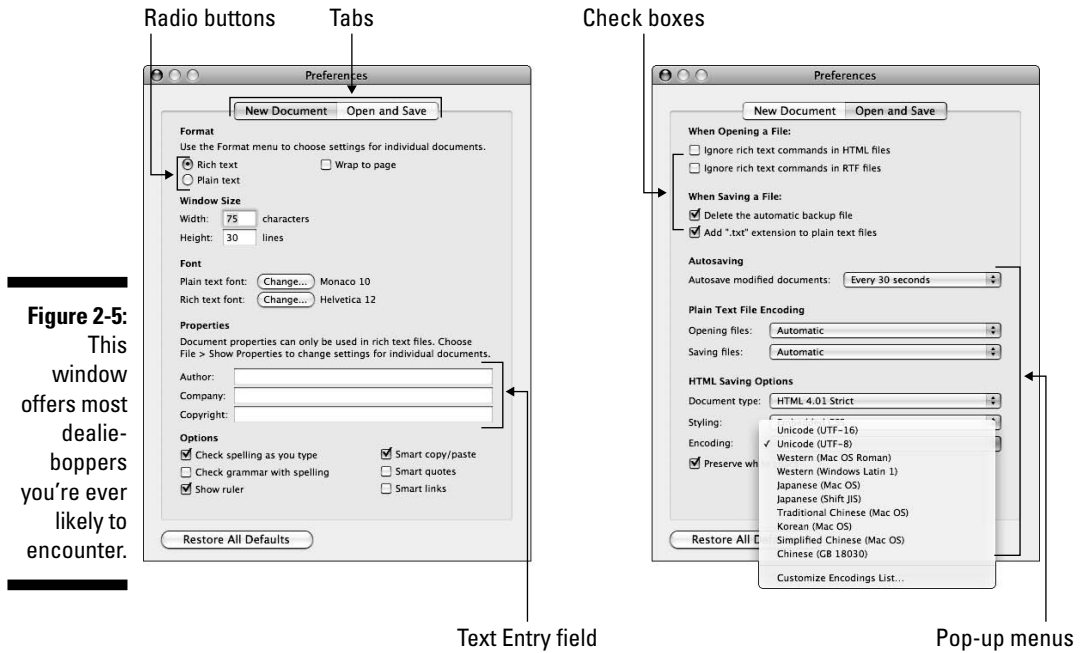 Radio buttons
Tabs
Check boxes
Preferences
New Document
Open and Save
Format
Use the Format menu to choose settings for individual documents.
Rich text
Wrap to page
Plain text
Window Size
Width: 75 characters
Height: 30 lines
Font
Plain text font: Change... Monaco 10
Rich text font: Change... Helvetica 12
Properties
Document properties can only be used in rich text files. Choose
File > Show Properties to change settings for individual documents.
Author:
Company:
Copyright:
Options
Check spelling as you type
Smart copy/paste
Check grammar with spelling
Smart quotes
Show ruler
Smart links
Restore All Defaults
Preferences
New Document
Open and Save
When Opening a File:
Ignore rich text commands in HTML files
Ignore rich text commands in RTF files
When Saving a File:
Delete the automatic backup file
Add ".txt" extension to plain text files
Autosaving
Autosave modified documents: Every 30 seconds
Plain Text File Encoding
Opening files: Automatic
Saving files: Automatic
HTML Saving Options
Document type: HTML 4.01 Strict
Styling:
Encoding:
Preserve
Unicode (UTF-16)
✓ Unicode (UTF-8)
Western (Mac OS Roman)
Western (Windows Latin 1)
Japanese (Mac OS)
Japanese (Shift JIS)
Traditional Chinese (Mac OS)
Korean (Mac OS)
Simplified Chinese (Mac OS)
Chinese (GB 18030)
Customize Encodings List...
Restore All
Figure 2-5:
This
window
offers most
dealie-
boppers
you're ever
likely to
encounter.
Text Entry field
Pop-up menus